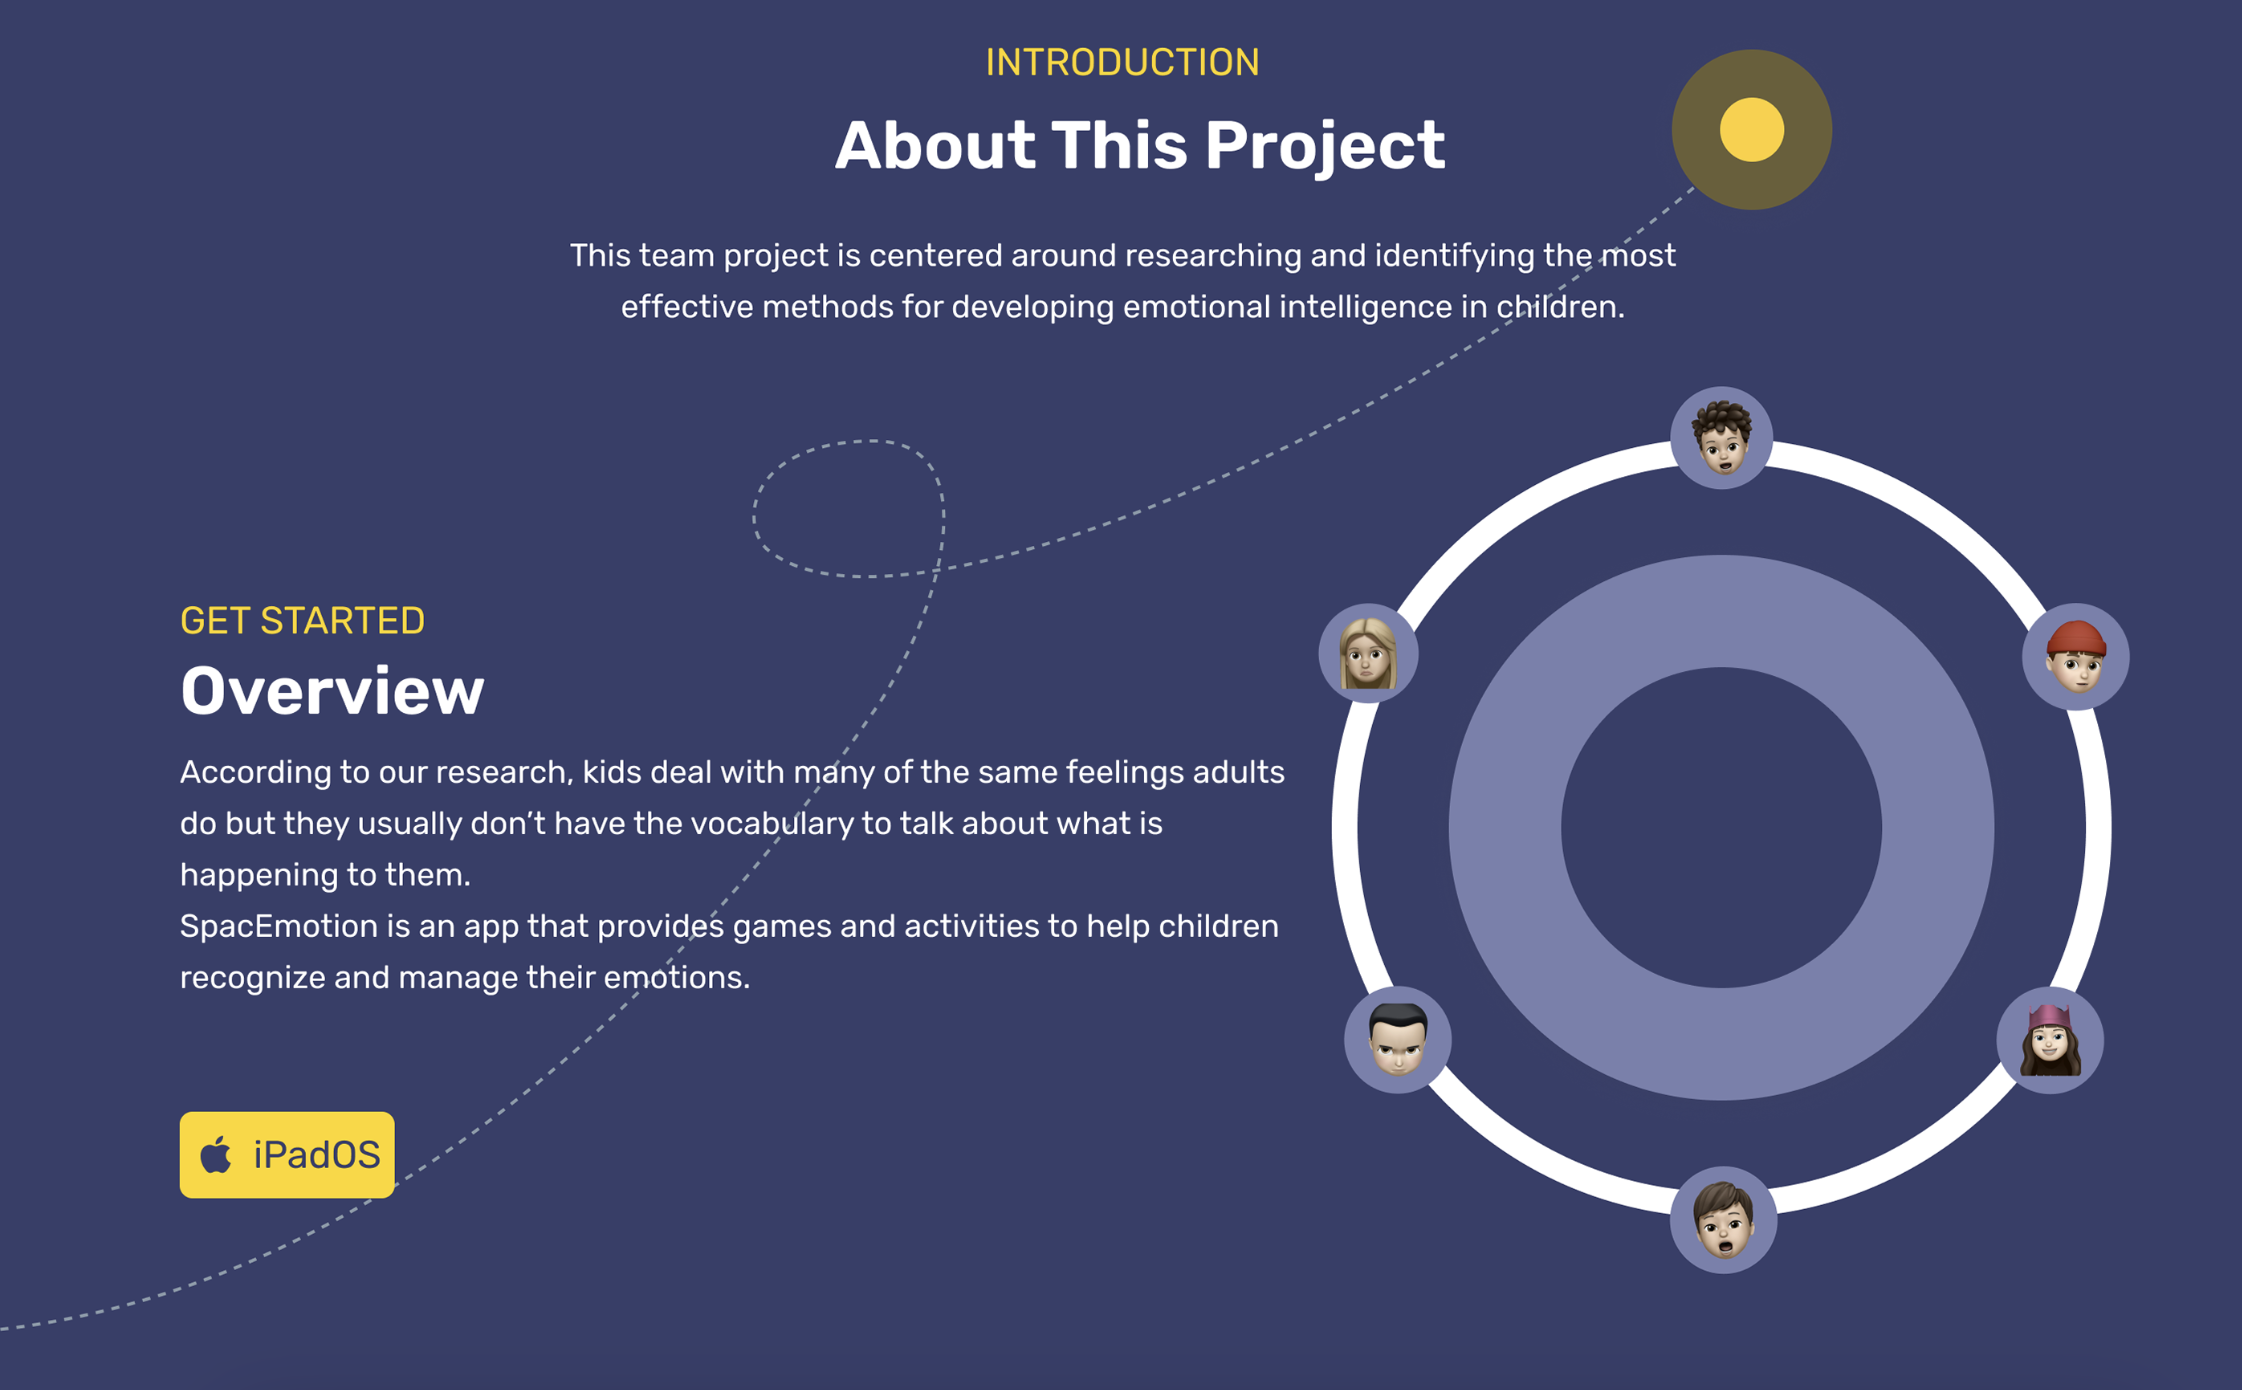 INTRODUCTION
About This Project
This team project is centered around researching and identifying the most
effective methods for developing emotional intelligence in children.
GET STARTED
Overview
According to our research, kids deal with many of the same feelings adults
do but they usually don’t have the vocabulary to talk about what is
happening to them.
SpacEmotion is an app that provides games and activities to help children
recognize and manage their emotions.
iPadOS